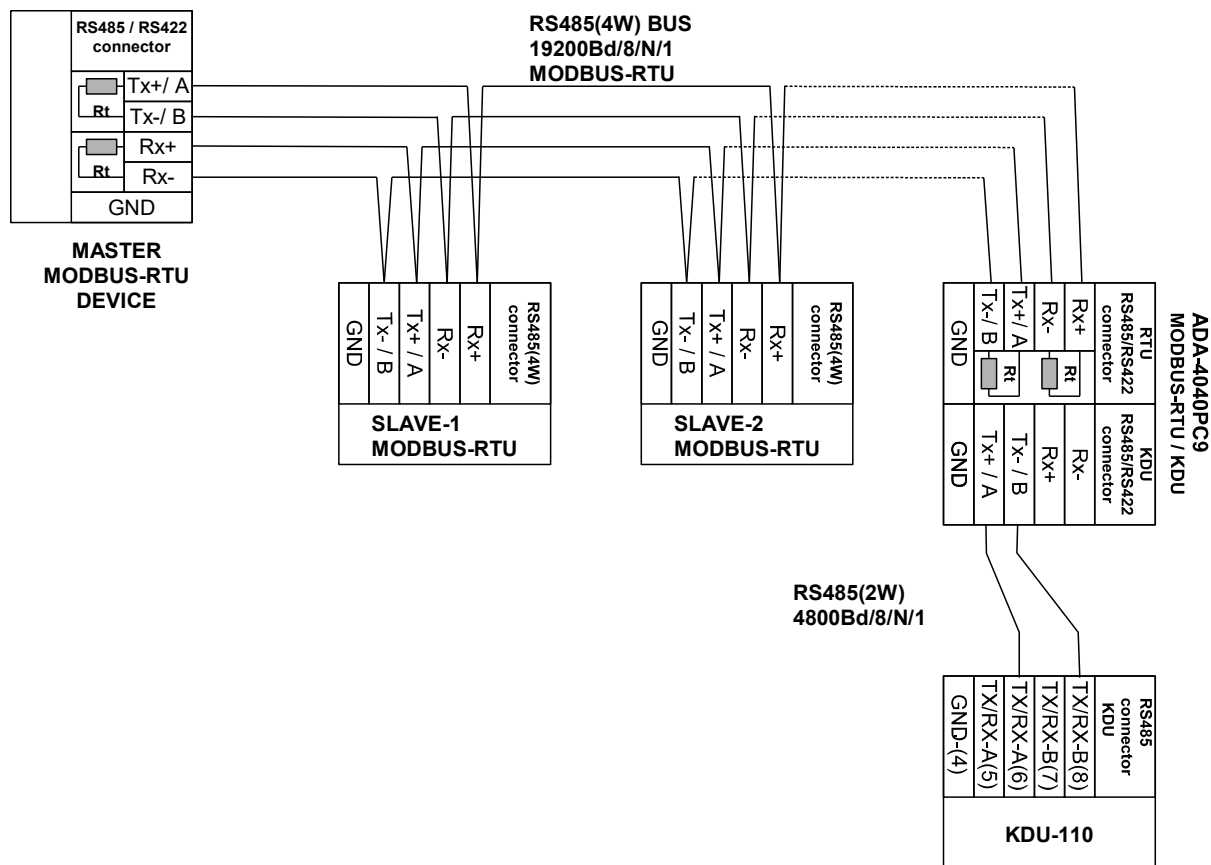 RS485 / RS422
connector
Tx+/ A
Rt
Tx-/ B
Rx+
Rt
Rx-
GND
MASTER
MODBUS-RTU
DEVICE
RS485(4W) BUS
19200Bd/8/N/1
MODBUS-RTU
GND
Tx- / B
Tx+ / A
Rx-
Rx+
RS485(4W)
connector
SLAVE-1
MODBUS-RTU
GND
Tx- / B
Tx+ / A
Rx-
Rx+
RS485(4W)
connector
SLAVE-2
MODBUS-RTU
GND
Tx-/ B
Tx+/ A
Rx-
Rx+
RTU
RS485/RS422
connector
Rt
Rt
GND
Tx+ / A
Tx- / B
Rx+
Rx-
KDU
RS485/RS422
connector
ADA-4040PC9
MODBUS-RTU / KDU
RS485(2W)
4800Bd/8/N/1
GND-(4)
TX/RX-A(5)
TX/RX-A(6)
TX/RX-B(7)
TX/RX-B(8)
RS485
connector
KDU
KDU-110